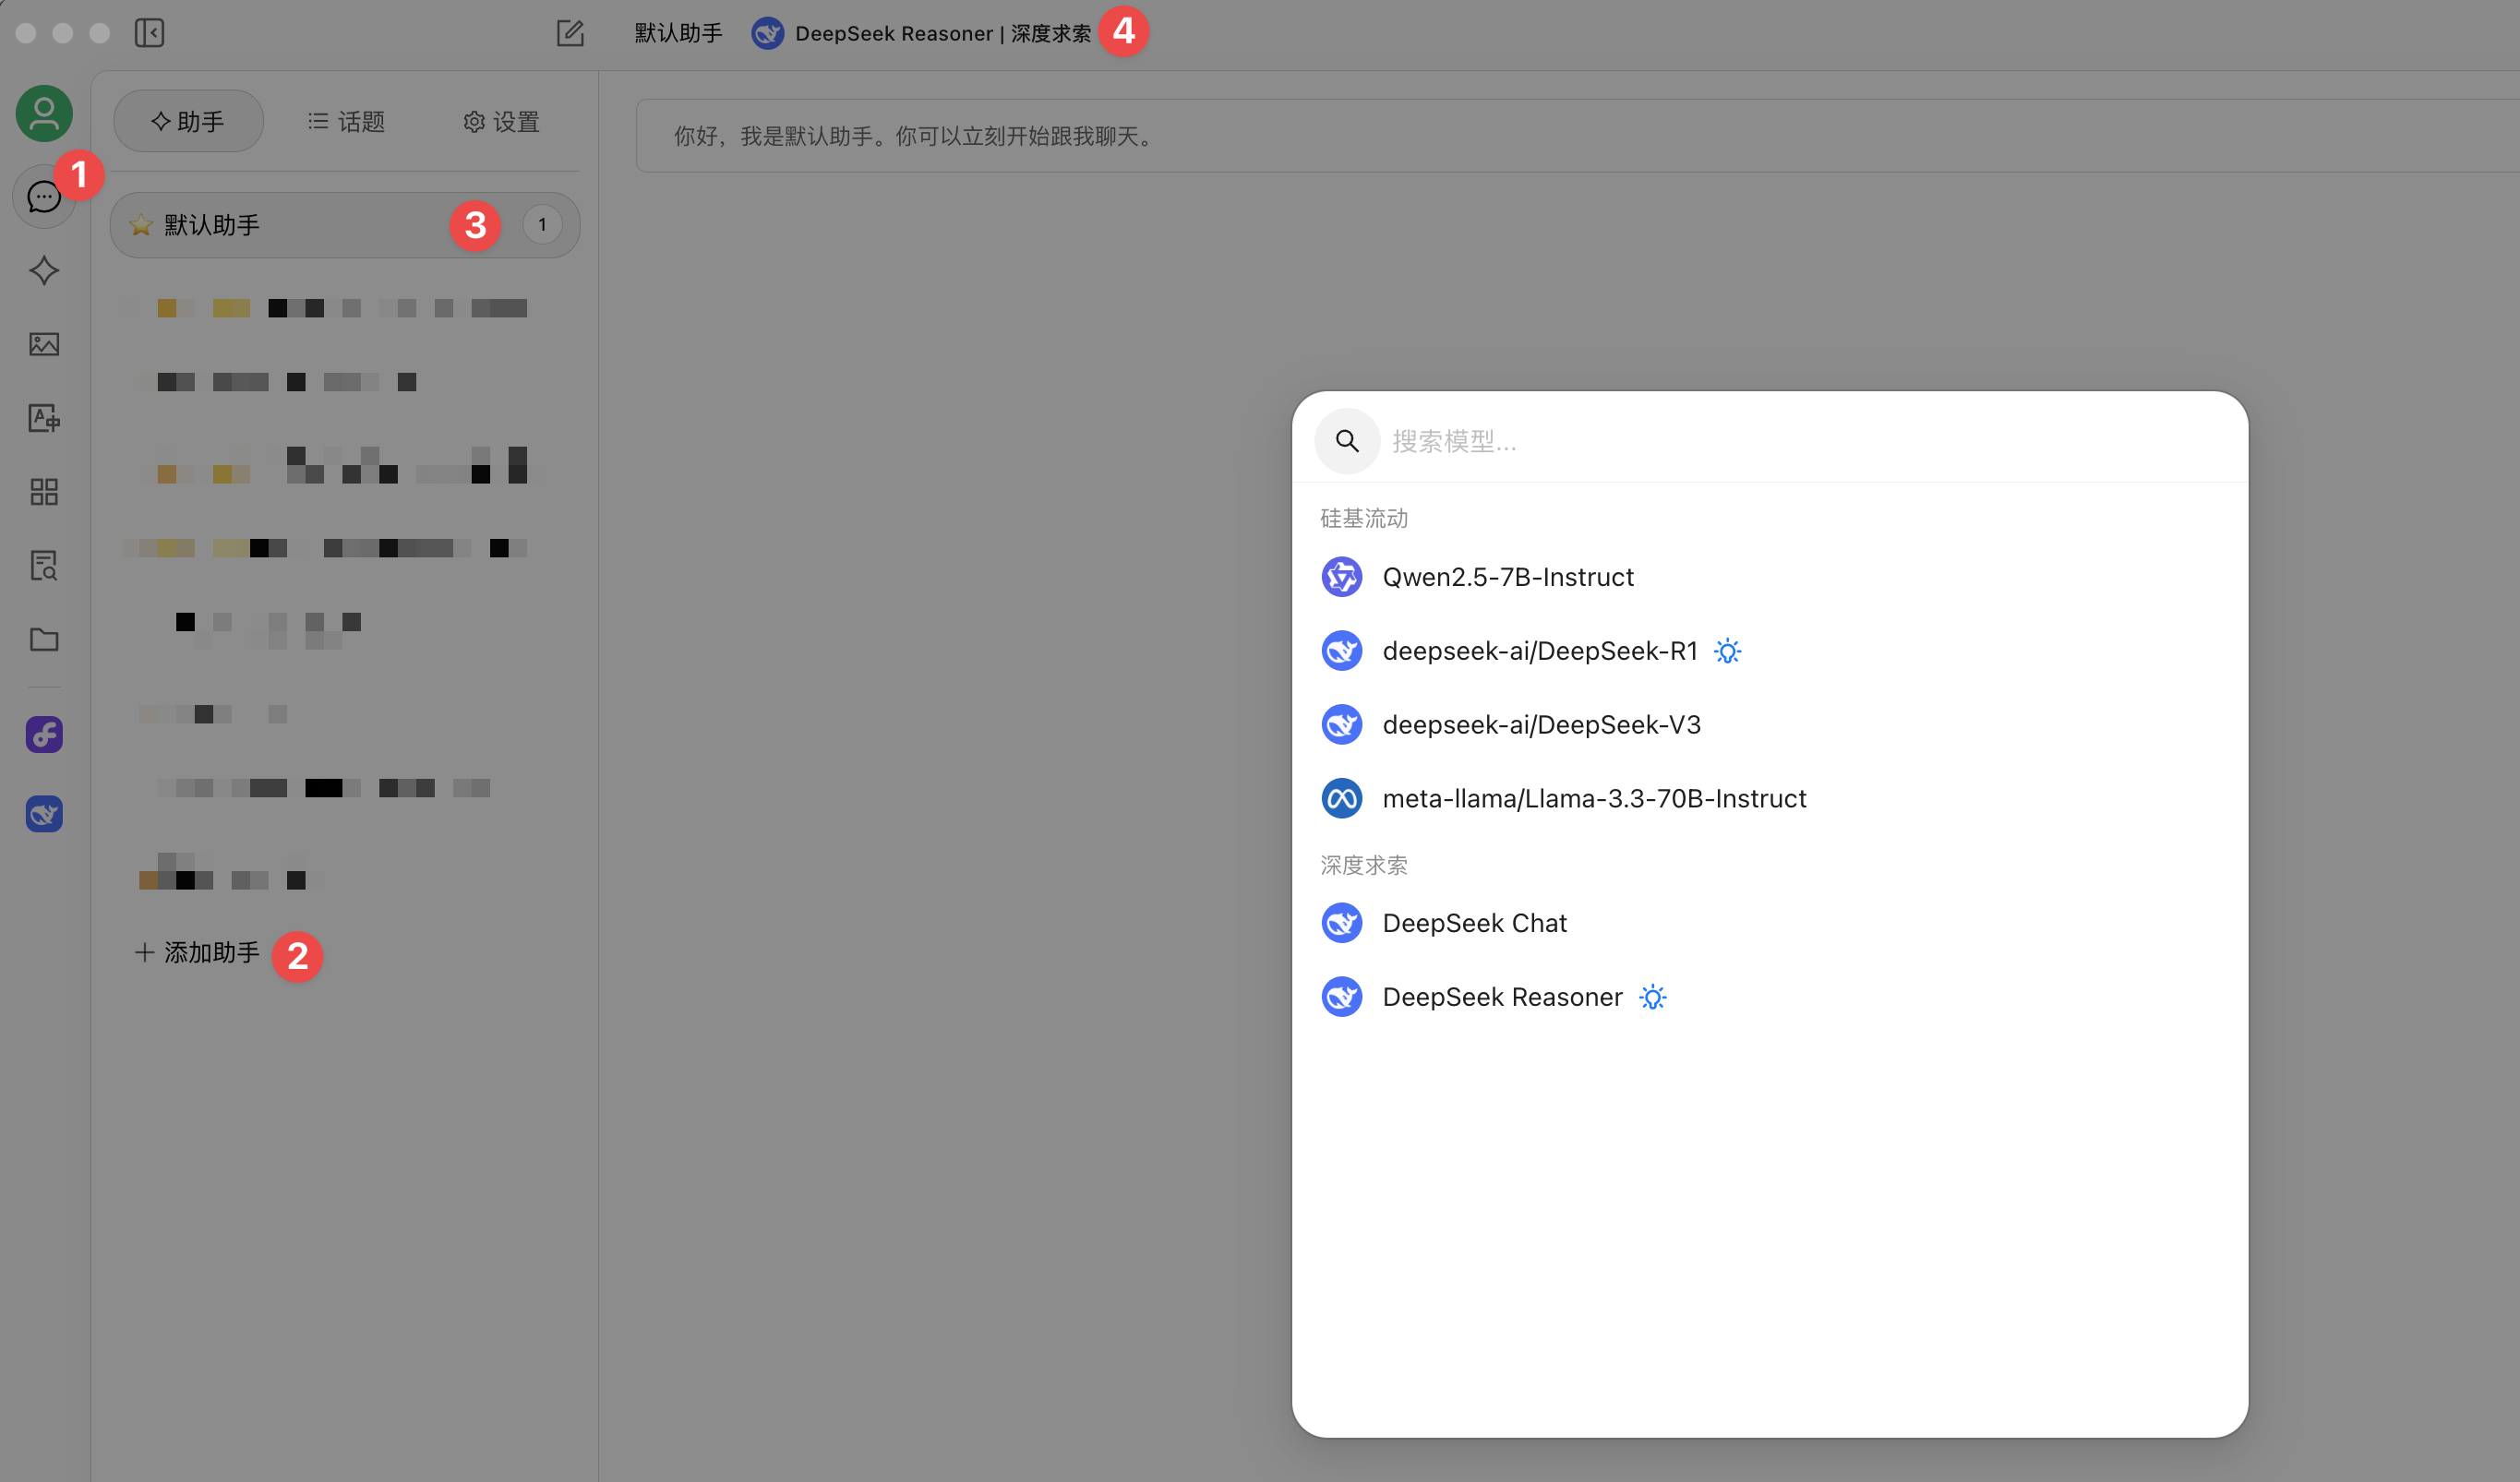 默认助手 DeepSeek Reasoner | 深度求索 4
助手 话题 设置
1
你好，我是默认助手。你可以立刻开始跟我聊天。
默认助手 3 1
添加助手 2
搜索模型...
硅基流动
Qwen2.5-7B-Instruct
deepseek-ai/DeepSeek-R1
deepseek-ai/DeepSeek-V3
meta-llama/Llama-3.3-70B-Instruct
深度求索
DeepSeek Chat
DeepSeek Reasoner